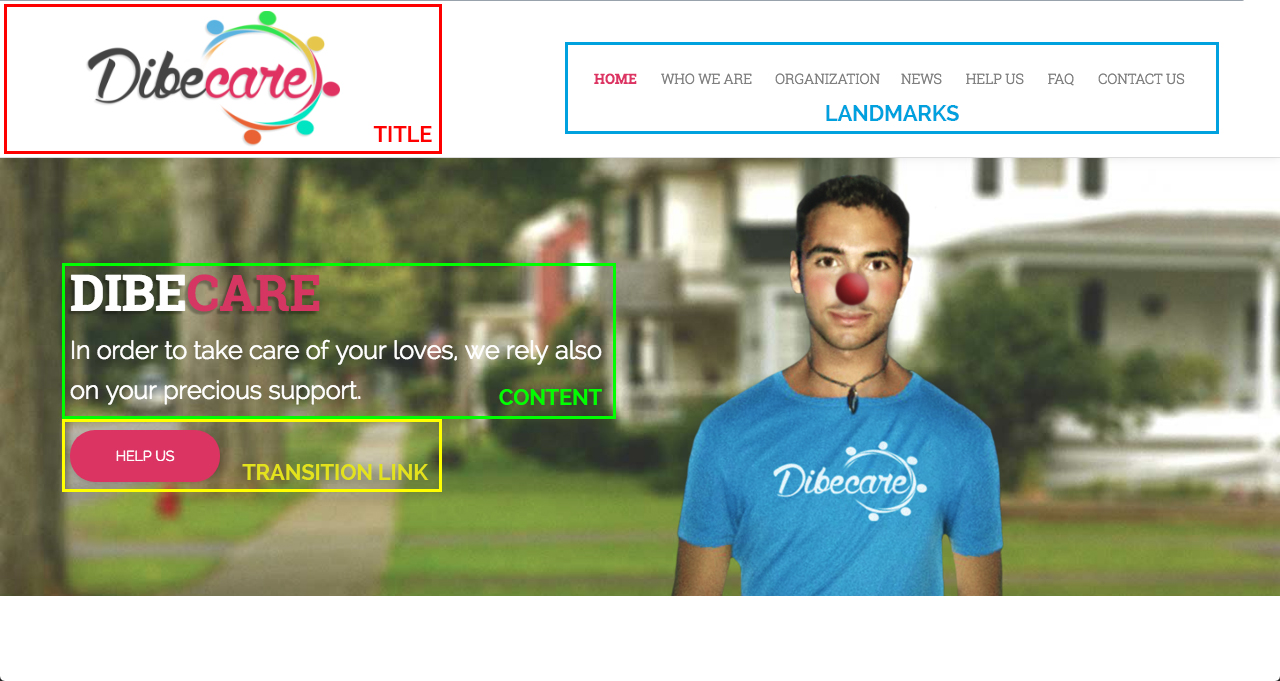 Dibecare
TITLE
HOME WHO WE ARE ORGANIZATION NEWS HELP US FAQ CONTACT US
LANDMARKS
DIBECARE
In order to take care of your loves, we rely also
on your precious support.
CONTENT
HELP US
TRANSITION LINK
Dibecare